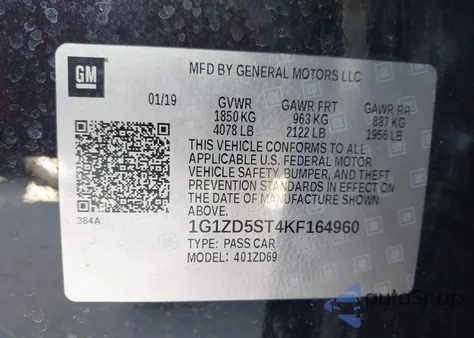 GM
MFD BY GENERAL MOTORS LLC
01/19 GVWR GAWR FRT GAWR RR
1850 KG 963 KG 887 KG
4078 LB 2122 LB 1956 LB
THIS VEHICLE CONFORMS TO ALL
APPLICABLE U.S. FEDERAL MOTOR
VEHICLE SAFETY, BUMPER, AND THEFT
PREVENTION STANDARDS IN EFFECT ON
THE DATE OF MANUFACTURE SHOWN
ABOVE.
384A
1G1ZD5ST4KF164960
TYPE: PASS CAR
MODEL: 401ZD69
autoSnap